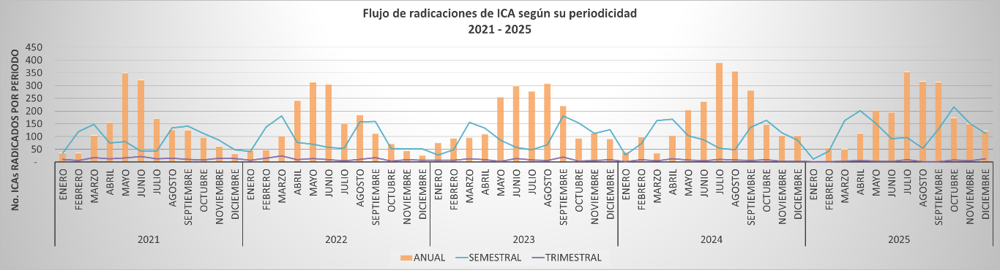 Flujo de radicaciones de ICA según su periodicidad
2021 - 2025
No. ICAs RADICADOS POR PERIODO
450
400
350
300
250
200
150
100
50
-
ENERO
FEBRERO
MARZO
ABRIL
MAYO
JUNIO
JULIO
AGOSTO
SEPTIEMBRE
OCTUBRE
NOVIEMBRE
DICIEMBRE
ENERO
FEBRERO
MARZO
ABRIL
MAYO
JUNIO
JULIO
AGOSTO
SEPTIEMBRE
OCTUBRE
NOVIEMBRE
DICIEMBRE
ENERO
FEBRERO
MARZO
ABRIL
MAYO
JUNIO
JULIO
AGOSTO
SEPTIEMBRE
OCTUBRE
NOVIEMBRE
DICIEMBRE
ENERO
FEBRERO
MARZO
ABRIL
MAYO
JUNIO
JULIO
AGOSTO
SEPTIEMBRE
OCTUBRE
NOVIEMBRE
DICIEMBRE
ENERO
FEBRERO
MARZO
ABRIL
MAYO
JUNIO
JULIO
AGOSTO
SEPTIEMBRE
OCTUBRE
NOVIEMBRE
DICIEMBRE
2021 2022 2023 2024 2025
ANUAL SEMESTRAL TRIMESTRAL